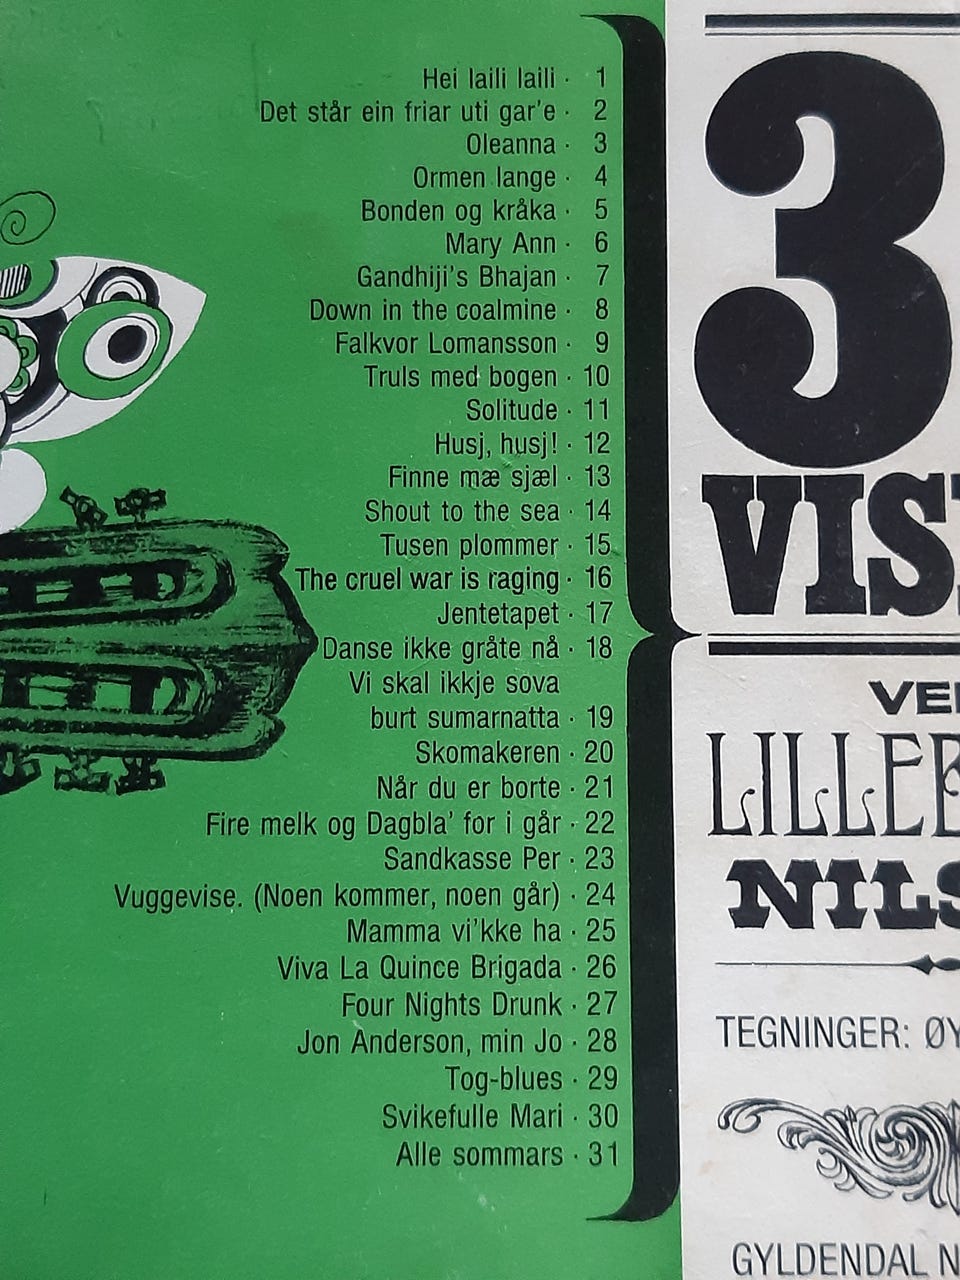 Hei laili laili · 1
Det står ein friar uti gar'e · 2
Oleanna · 3
Ormen lange · 4
Bonden og kråka · 5
Mary Ann · 6
Gandhiji's Bhajan · 7
Down in the coalmine · 8
Falkvor Lomansson · 9
Truls med bogen · 10
Solitude · 11
Husj, husj! · 12
Finne mæ sjæl · 13
Shout to the sea · 14
Tusen plommer · 15
The cruel war is raging · 16
Jentetapet · 17
Danse ikke gråte nå · 18
Vi skal ikkje sova
burt sumarnatta · 19
Skomakeren · 20
Når du er borte · 21
Fire melk og Dagbla' for i går · 22
Sandkasse Per · 23
Vuggevise. (Noen kommer, noen går) · 24
Mamma vi'kke ha · 25
Viva La Quince Brigada · 26
Four Nights Drunk · 27
Jon Anderson, min Jo · 28
Tog-blues · 29
Svikefulle Mari · 30
Alle sommars · 31
3
VIS
VE
LILLE
NILS
TEGNINGER: ØY
GYLDENDAL N